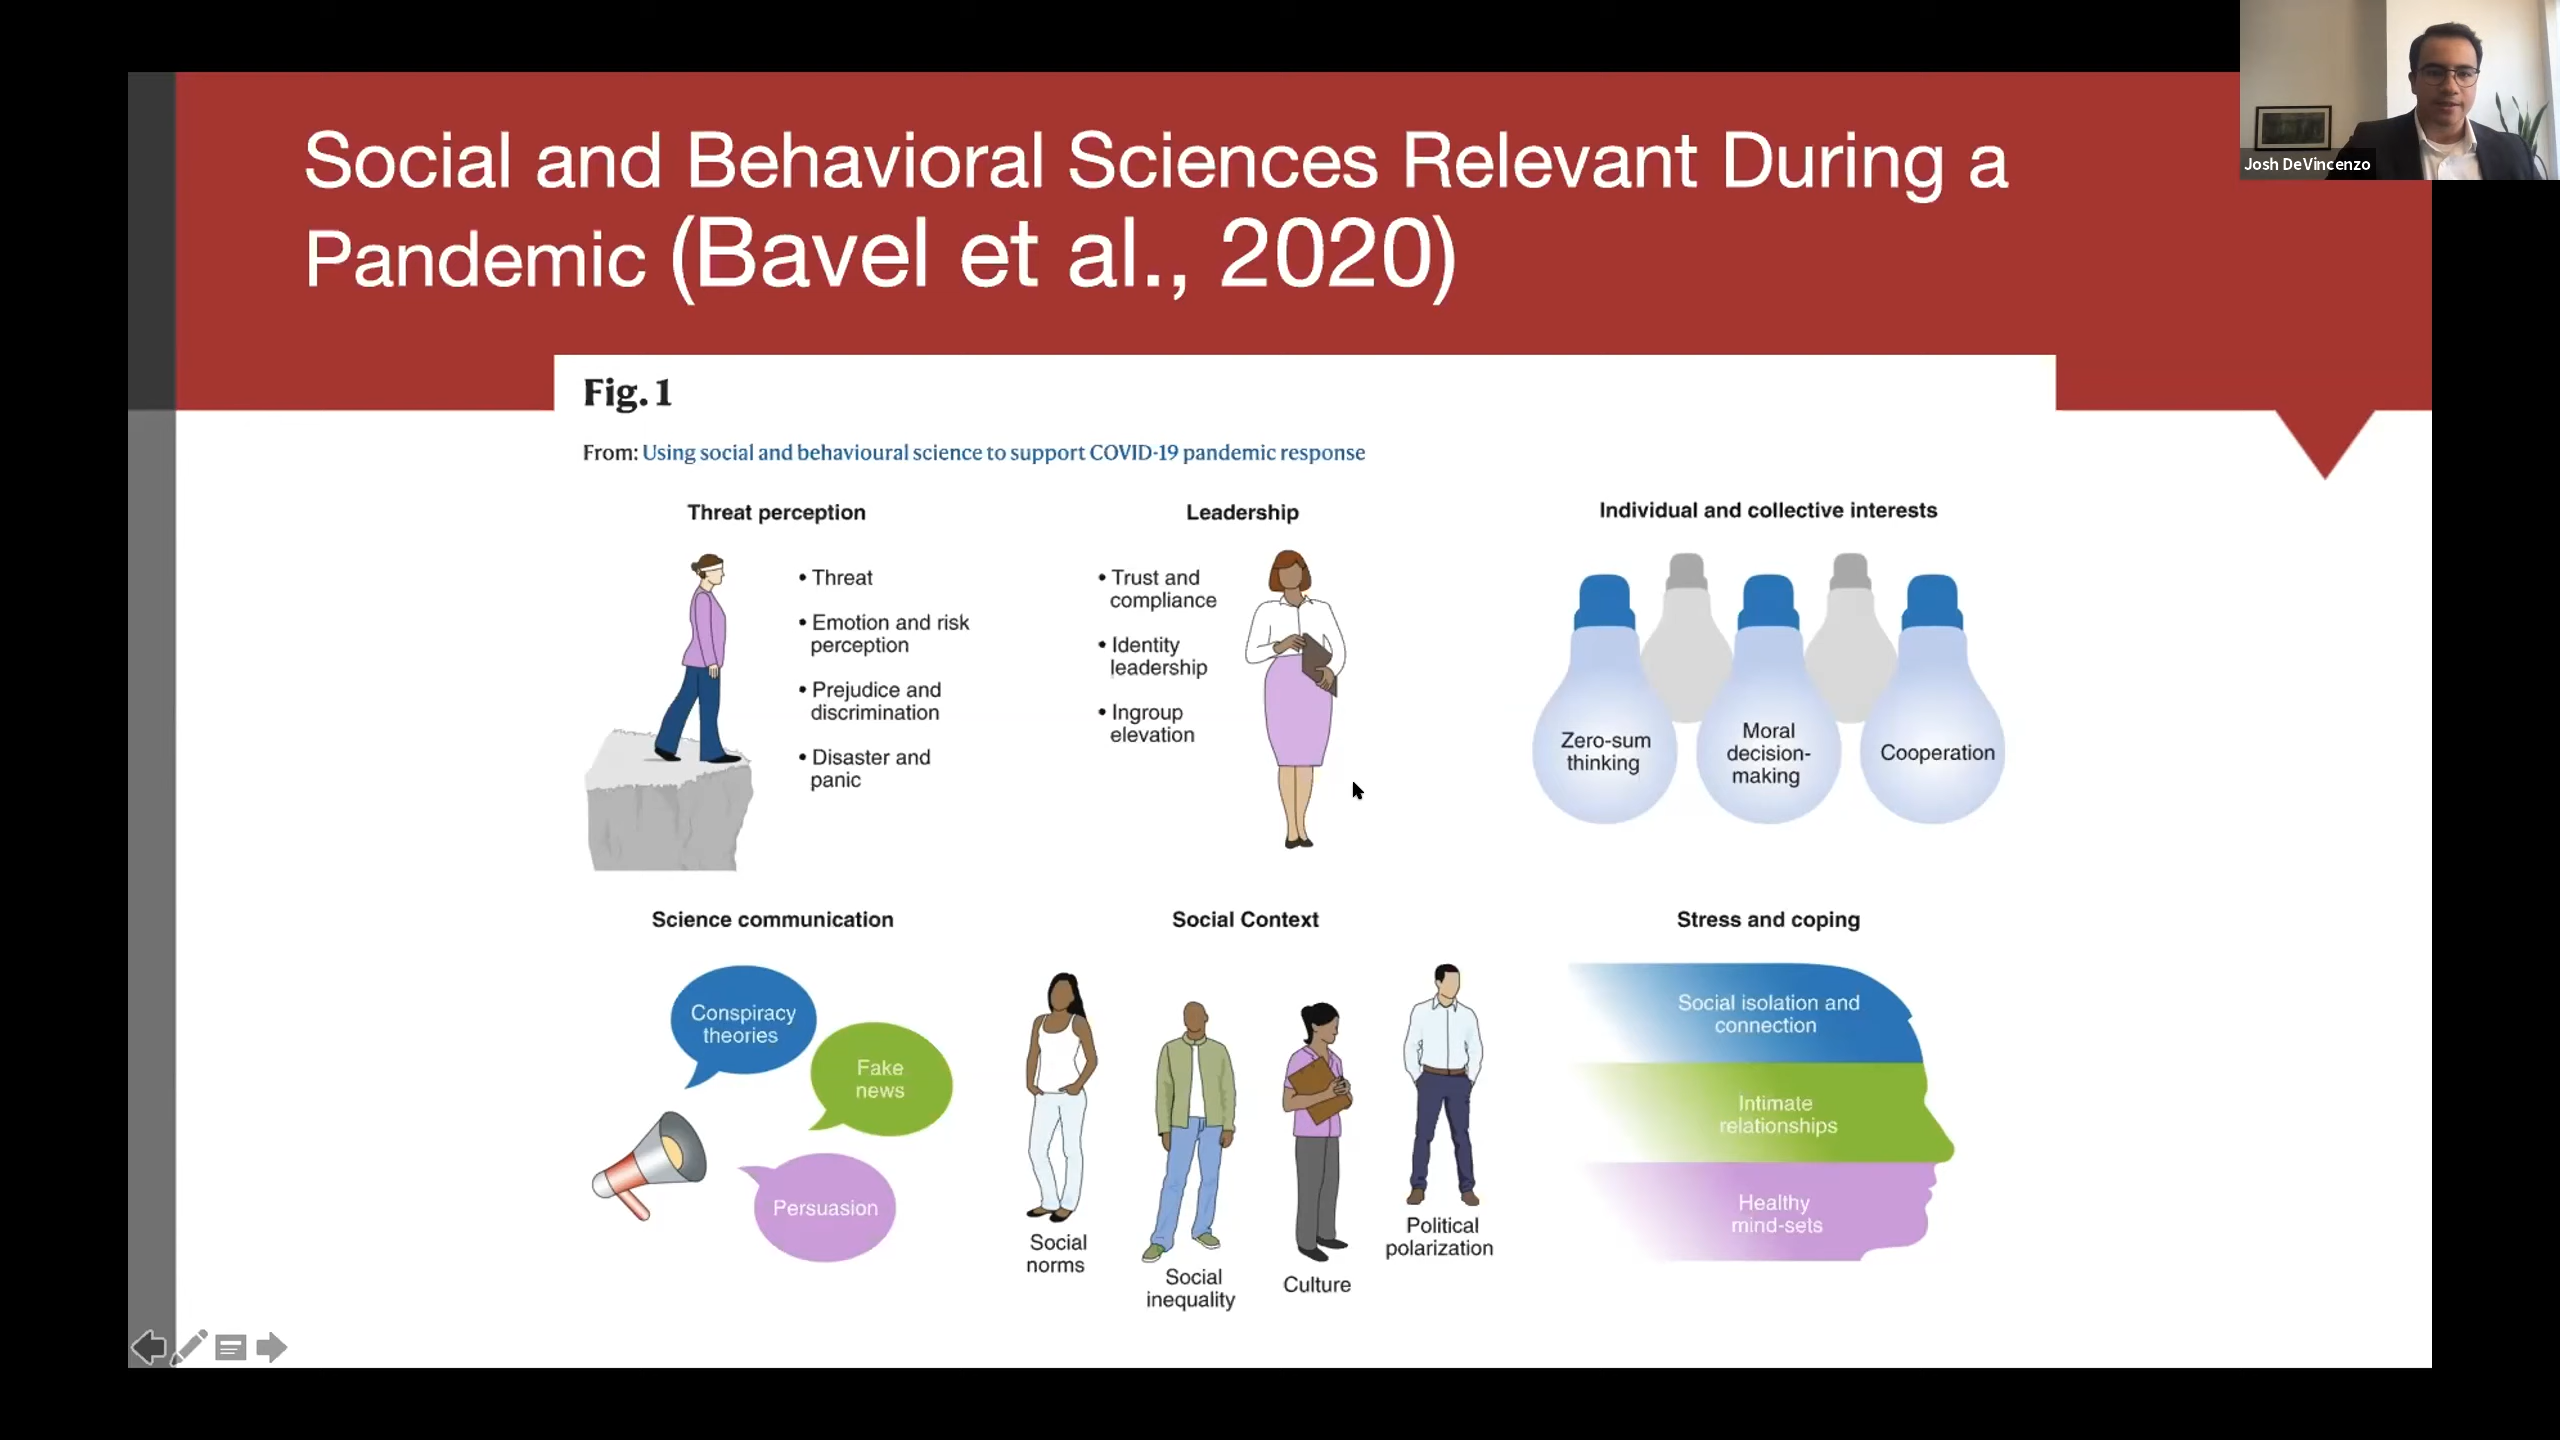 Social and Behavioral Sciences Relevant During a
Pandemic (Bavel et al., 2020)
Josh DeVincenzo
Fig. 1
From: Using social and behavioural science to support COVID-19 pandemic response
Threat perception
• Threat
• Emotion and risk
perception
• Prejudice and
discrimination
• Disaster and
panic
Leadership
• Trust and
compliance
• Identity
leadership
• Ingroup
elevation
Individual and collective interests
Zero-sum
thinking
Moral
decision-
making
Cooperation
Science communication
Conspiracy
theories
Fake
news
Persuasion
Social Context
Social
norms
Social
inequality
Culture
Political
polarization
Stress and coping
Social isolation and
connection
Intimate
relationships
Healthy
mind-sets